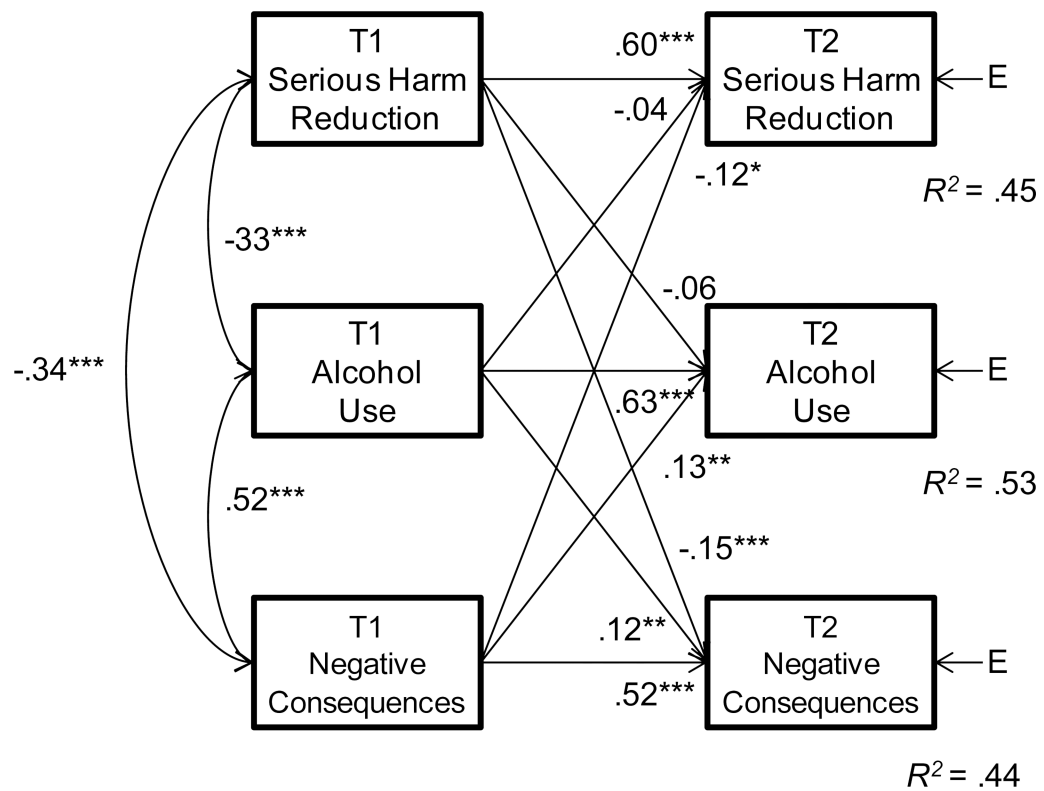 T1
Serious Harm
Reduction
.60***
-.04
-.12*
T2
Serious Harm
Reduction
E
R² = .45
-33***
-.34***
T1
Alcohol
Use
-.06
.63***
.13**
T2
Alcohol
Use
E
R² = .53
.52***
-.15***
T1
Negative
Consequences
.12**
.52***
T2
Negative
Consequences
E
R² = .44